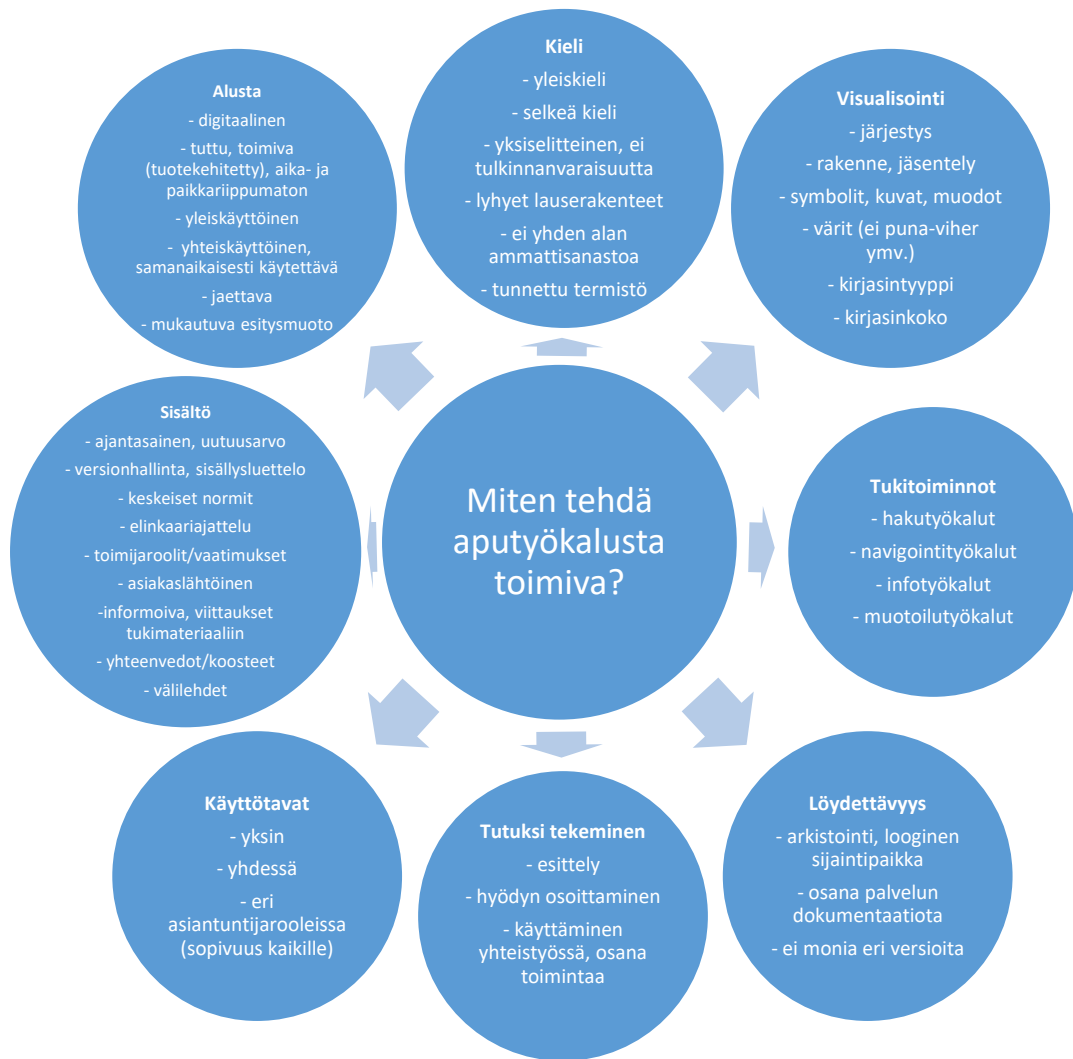 Kieli
- yleiskieli
- selkeä kieli
- yksiselitteinen, ei
tulkinnanvaraisuutta
- lyhyet lauserakenteet
- ei yhden alan
ammattisanastoa
- tunnettu termistö
Alusta
- digitaalinen
- tuttu, toimiva
(tuotekehitetty), aika- ja
paikkariippumaton
- yleiskäyttöinen
- yhteiskäyttöinen,
samanaikaisesti käytettävä
- jaettava
- mukautuva esitysmuoto
Visualisointi
- järjestys
- rakenne, jäsentely
- symbolit, kuvat, muodot
- värit (ei puna-viher
ymv.)
- kirjasintyyppi
- kirjasinkoko
Sisältö
- ajantasainen, uutuusarvo
- versionhallinta, sisällysluettelo
- keskeiset normit
- elinkaariajattelu
- toimijaroolit/vaatimukset
- asiakaslähtöinen
-informoiva, viittaukset
tukimateriaaliin
- yhteenvedot/koosteet
- välilehdet
Miten tehdä
aputyökalusta
toimiva?
Tukitoiminnot
- hakutyökalut
- navigointityökalut
- infotyökalut
- muotoilutyökalut
Käyttötavat
- yksin
- yhdessä
- eri
asiantuntijarooleissa
(sopivuus kaikille)
Tutuksi tekeminen
- esittely
- hyödyn osoittaminen
- käyttäminen
yhteistyössä, osana
toimintaa
Löydettävyys
- arkistointi, looginen
sijaintipaikka
- osana palvelun
dokumentaatiota
- ei monia eri versioita